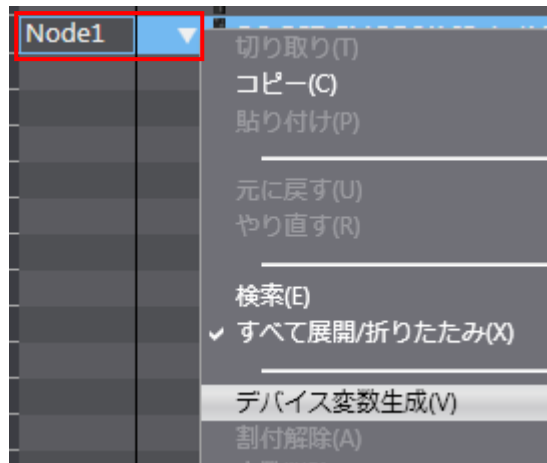 Node1 ▼
切り取り(T)
コピー(C)
貼り付け(P)
元に戻す(U)
やり直す(R)
検索(E)
✓ すべて展開/折りたたみ(X)
デバイス変数生成(V)
割付解除(A)